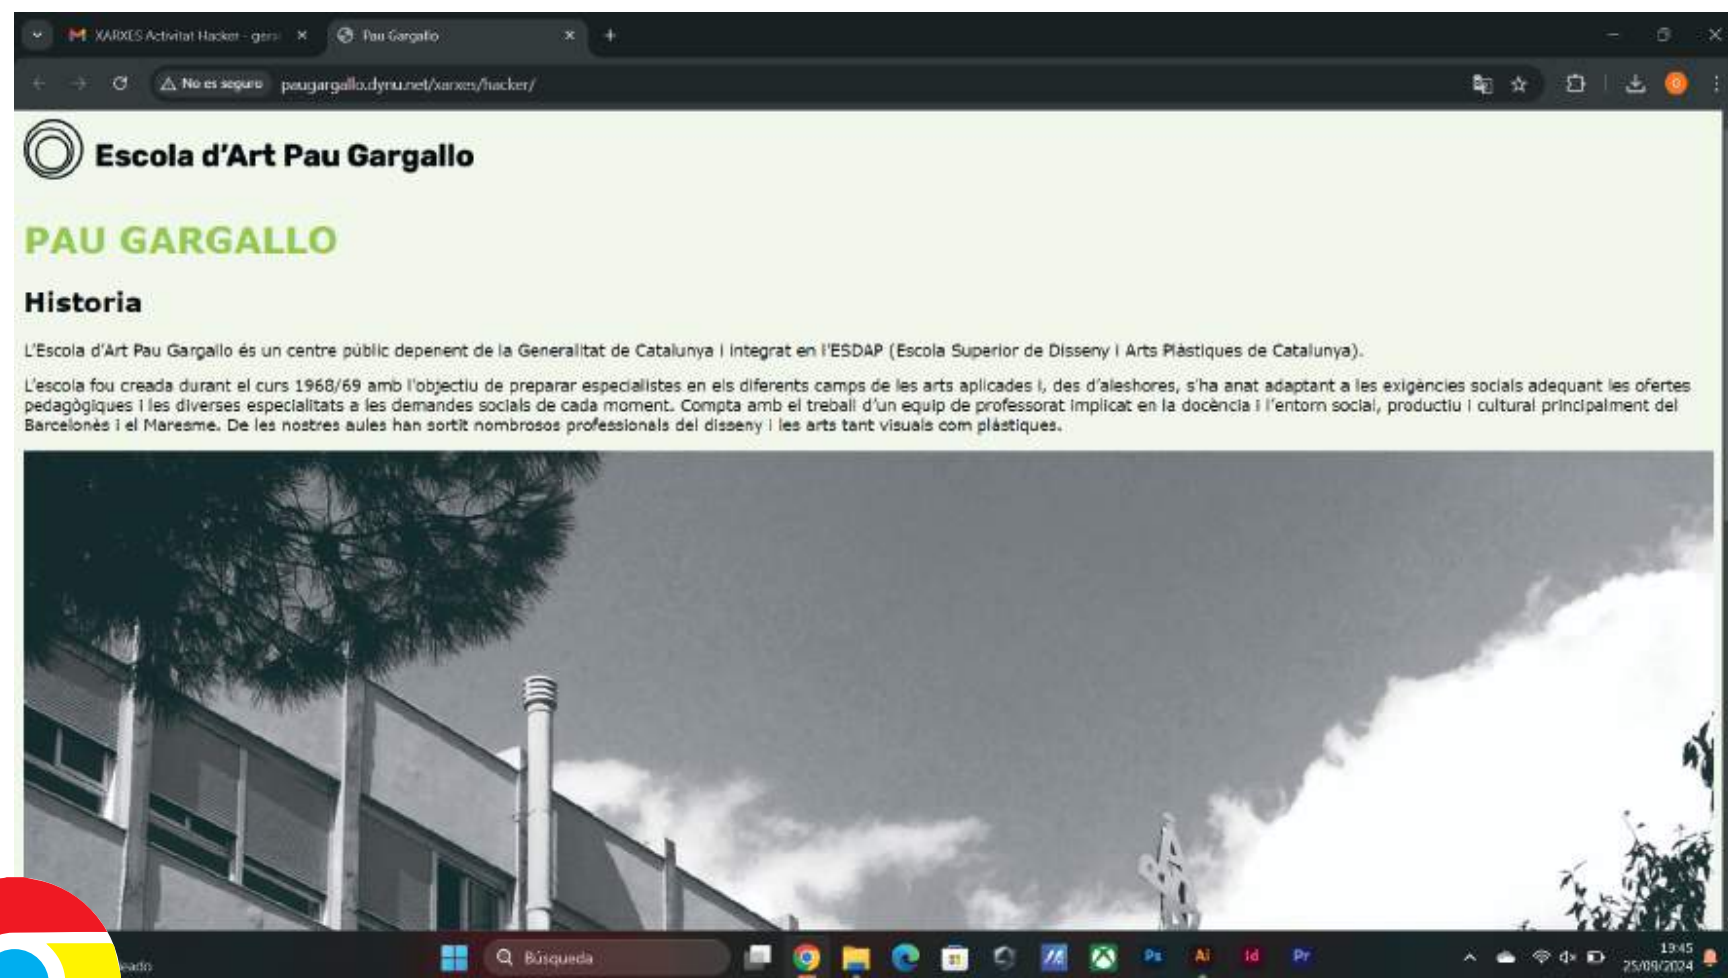 XARXES Activitat Hacker - gers
Pau Gargallo
No es seguro
paugargallo.dynu.net/xarxes/hacker/
Escola d'Art Pau Gargallo
PAU GARGALLO
Historia
L'Escola d'Art Pau Gargallo és un centre públic depenent de la Generalitat de Catalunya i integrat en l'ESDAP (Escola Superior de Disseny i Arts Plàstiques de Catalunya).
L'escola fou creada durant el curs 1968/69 amb l'objectiu de preparar especialistes en els diferents camps de les arts aplicades i, des d'aleshores, s'ha anat adaptant a les exigències socials adequant les ofertes
pedagògiques i les diverses especialitats a les demandes socials de cada moment. Compta amb el treball d'un equip de professorat implicat en la docència i l'entorn social, productiu i cultural principalment del
Barcelonès i el Maresme. De les nostres aules han sortit nombrosos professionals del disseny i les arts tant visuals com plàstiques.
Búsqueda
Ps
Ai
Id
Pr
19:45
25/09/2024